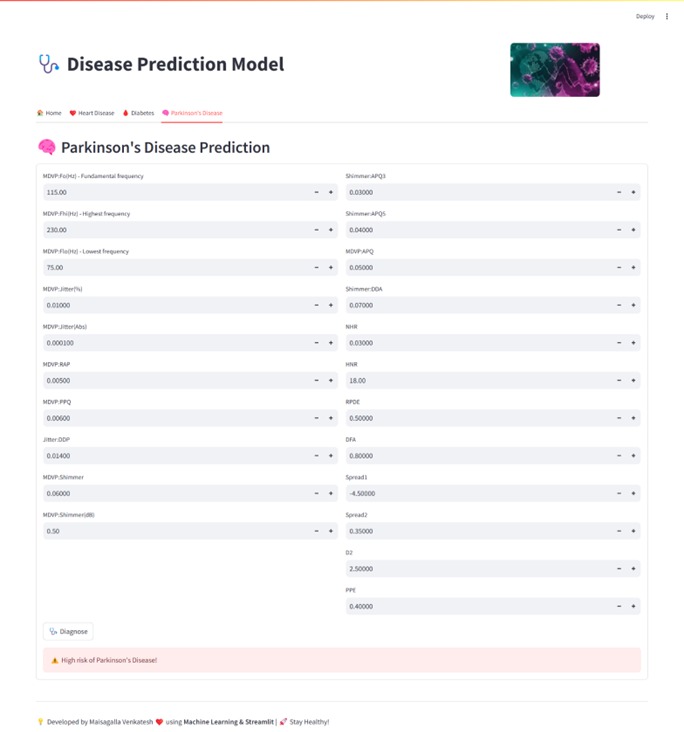 Deploy
Disease Prediction Model
Home Heart Disease Diabetes Parkinson's Disease
Parkinson's Disease Prediction
MDVP:Fo(Hz) - Fundamental frequency
115.00
MDVP:Fhi(Hz) - Highest frequency
230.00
MDVP:Flo(Hz) - Lowest frequency
75.00
MDVP:Jitter(%)
0.01000
MDVP:Jitter(Abs)
0.000100
MDVP:RAP
0.00500
MDVP:PPQ
0.00600
Jitter:DDP
0.01400
MDVP:Shimmer
0.06000
MDVP:Shimmer(dB)
0.50
Shimmer:APQ3
0.03000
Shimmer:APQ5
0.04000
MDVP:APQ
0.05000
Shimmer:DDA
0.07000
NHR
0.03000
HNR
18.00
RPDE
0.50000
DFA
0.80000
Spread1
-4.50000
Spread2
0.35000
D2
2.50000
PPE
0.40000
Diagnose
⚠️ High risk of Parkinson's Disease!
💡 Developed by Maisagalla Venkatesh ❤️ using Machine Learning & Streamlit | 🚀 Stay Healthy!